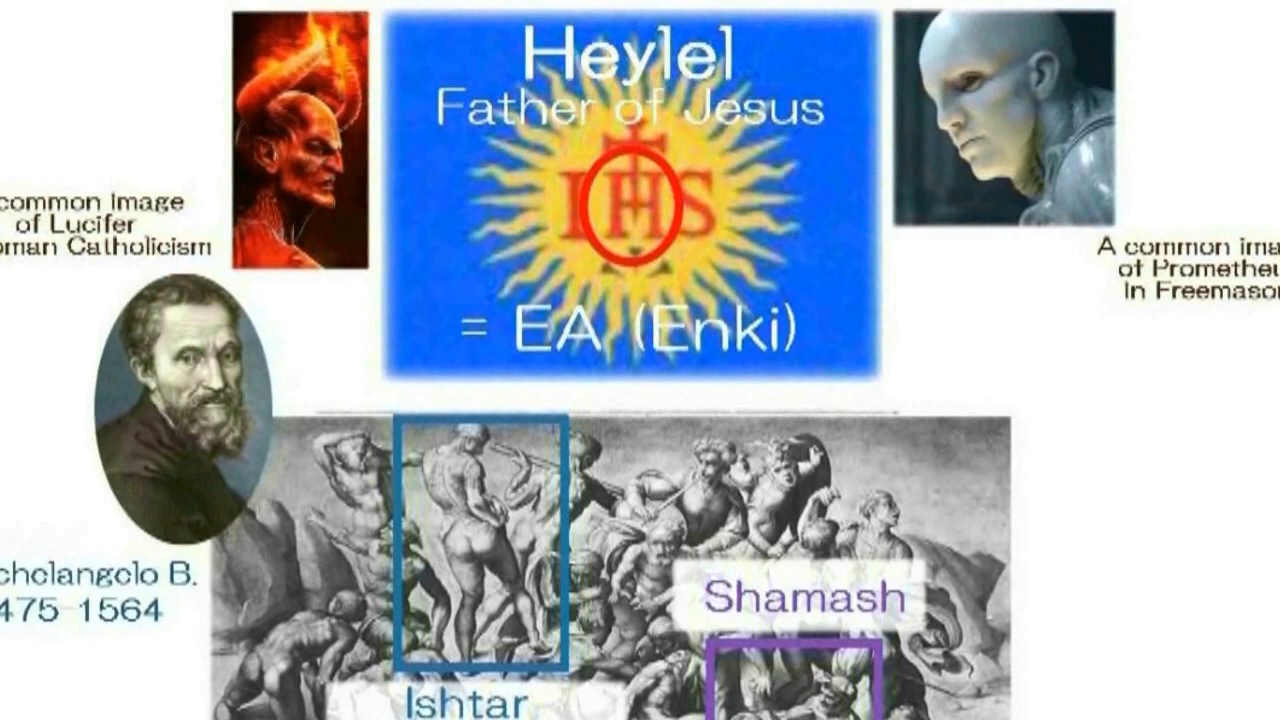 Heylel
Father of Jesus
IHS
= EA (Enki)
common image
of Lucifer
oman Catholicism
A common ima
of Prometheu
in Freemason
chelangelo B.
475-1564
Shamash
Ishtar